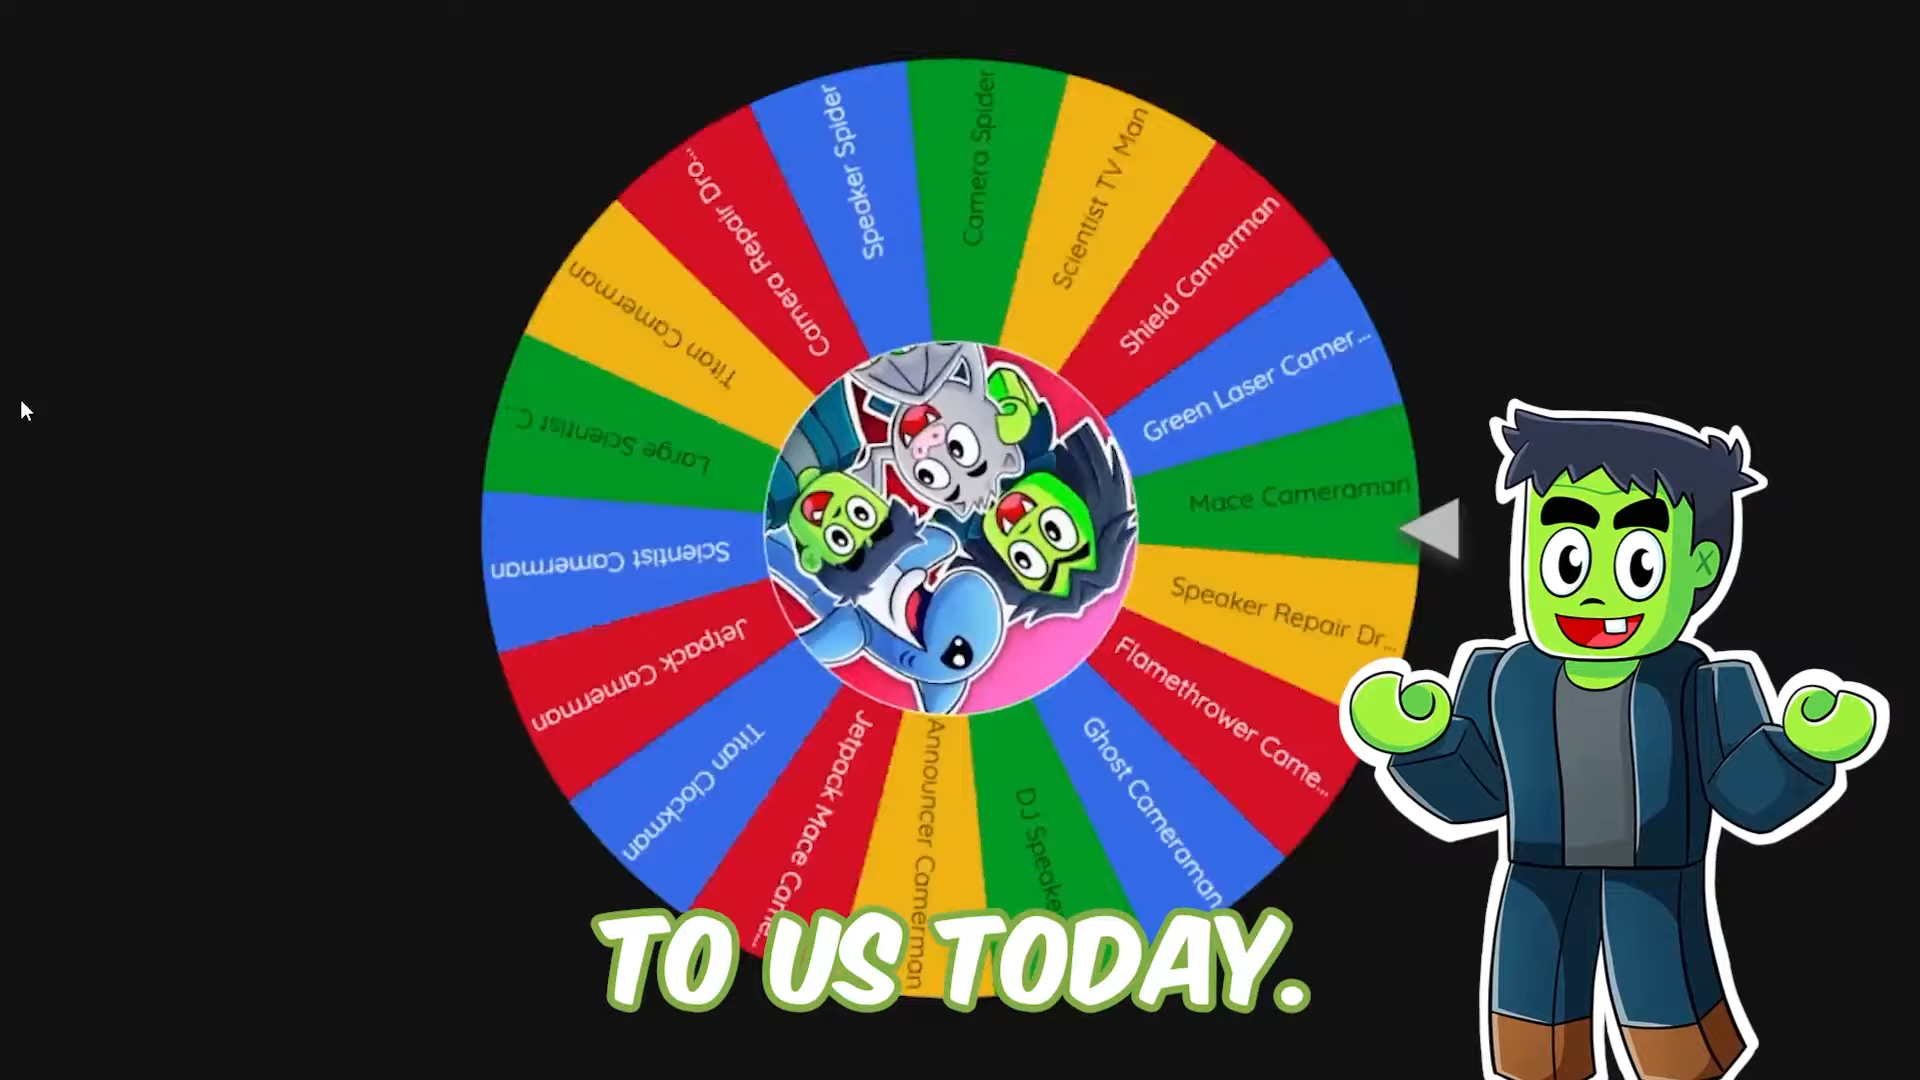 Camera Spider
Scientist TV Man
Shield Camerman
Green Laser Camer...
Mace Cameraman
Speaker Repair Dr...
Flamethrower Came...
Ghost Cameraman
DJ Speake
Announcer Camerman
Jetpack Mace Came...
Titan Clockman
Jetpack Camerman
Scientist Camerman
Large Scientist C...
Titan Camerman
Camera Repair Dro...
Speaker Spider
TO US TODAY.